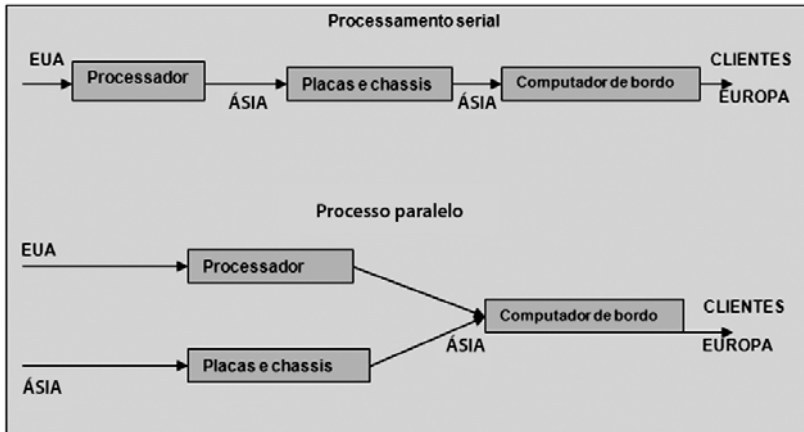 Processamento serial
EUA
Processador
ÁSIA
Placas e chassis
ÁSIA
Computador de bordo
CLIENTES
EUROPA
Processo paralelo
EUA
Processador
Placas e chassis
ÁSIA
ÁSIA
Computador de bordo
CLIENTES
EUROPA